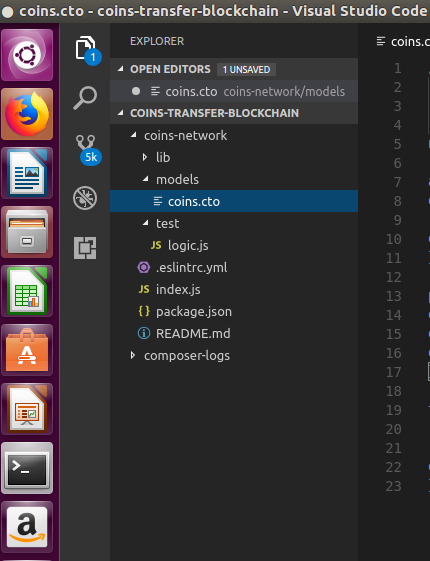 coins.cto - coins-transfer-blockchain - Visual Studio Code
EXPLORER
coins.c
OPEN EDITORS 1 UNSAVED
coins.cto coins-network/models
COINS-TRANSFER-BLOCKCHAIN
coins-network
lib
models
coins.cto
test
JS logic.js
.eslintrc.yml
JS index.js
{ } package.json
README.md
composer-logs
1
5k
1
2
3
4
5
6
7
8
9
10
11
12
13
14
15
16
17
18
19
20
21
22
23